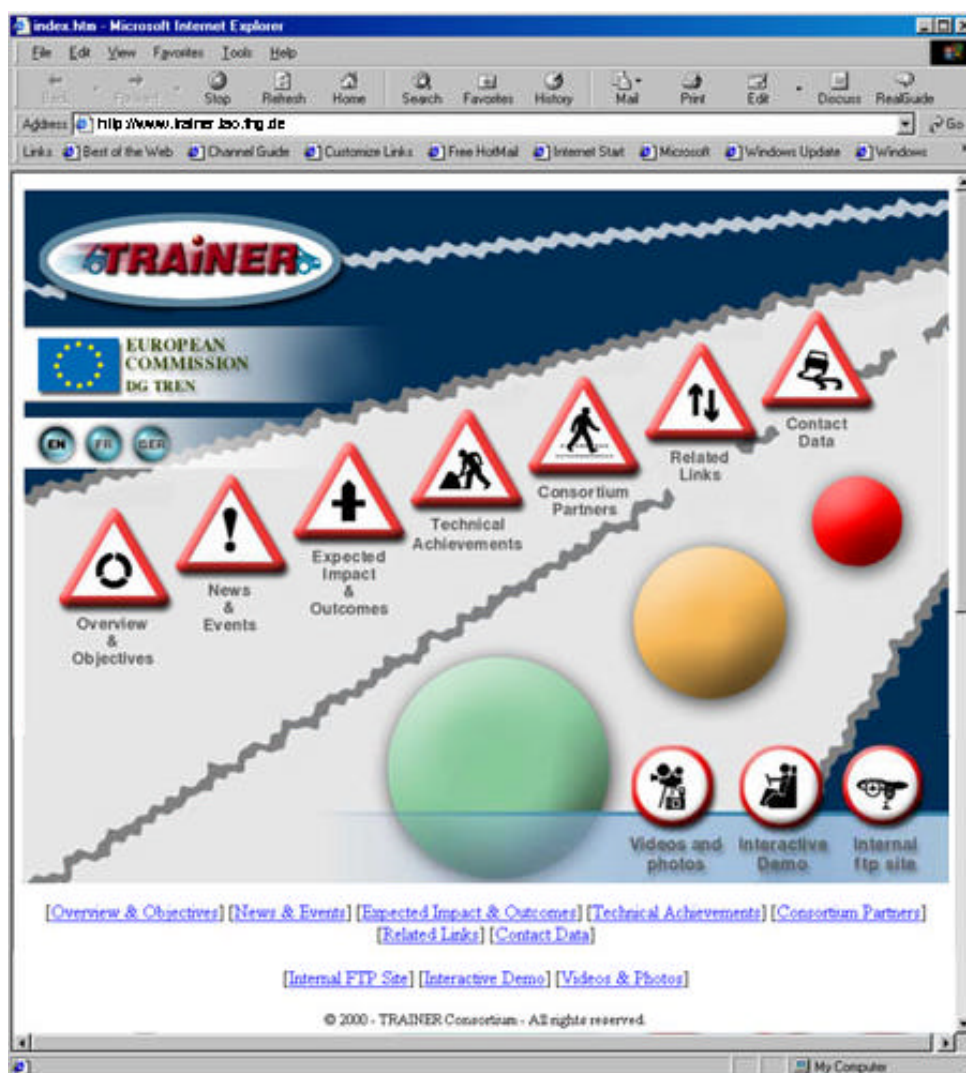 index.htm - Microsoft Internet Explorer
File Edit View Favorites Tools Help
Back Forward Stop Refresh Home Search Favorites History Mail Print Edit Discuss RealGuide
Address http://www.trainer.iao.fhg.de Go
Links Best of the Web Channel Guide Customize Links Free HotMail Internet Start Microsoft Windows Update Windows
TRAiNER
EUROPEAN
COMMISSION
DG TREN
EN FR GER
Contact
Data
Related
Links
Consortium
Partners
Technical
Achievements
Expected
Impact
&
Outcomes
News
&
Events
Overview
&
Objectives
Videos and
photos
Interactive
Demo
Internal
ftp site
[Overview & Objectives] [News & Events] [Expected Impact & Outcomes] [Technical Achievements] [Consortium Partners]
[Related Links] [Contact Data]
[Internal FTP Site] [Interactive Demo] [Videos & Photos]
© 2000 - TRAINER Consortium - All rights reserved.
My Computer